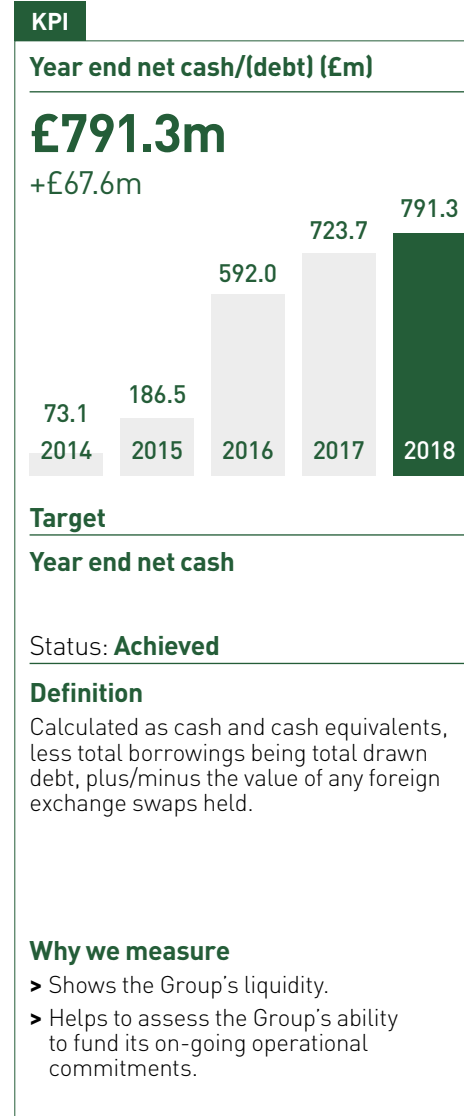 KPI
Year end net cash/(debt) (£m)
£791.3m
+£67.6m
73.1
186.5
592.0
723.7
791.3
2014
2015
2016
2017
2018
Target
Year end net cash
Status: Achieved
Definition
Calculated as cash and cash equivalents,
less total borrowings being total drawn
debt, plus/minus the value of any foreign
exchange swaps held.
Why we measure
> Shows the Group’s liquidity.
> Helps to assess the Group’s ability
to fund its on-going operational
commitments.